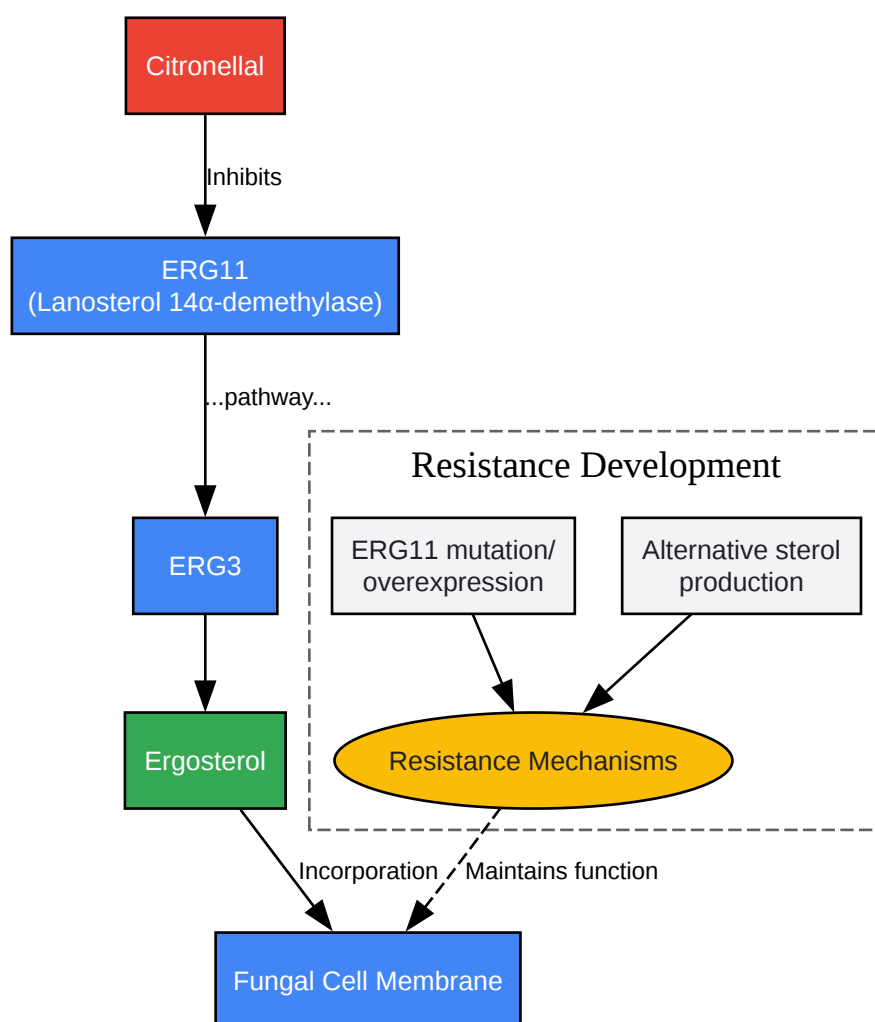 Citronellal
Inhibits
ERG11
(Lanosterol 14α-demethylase)
...pathway...
Resistance Development
ERG3
ERG11 mutation/
overexpression
Alternative sterol
production
Ergosterol
Resistance Mechanisms
Incorporation
Maintains function
Fungal Cell Membrane